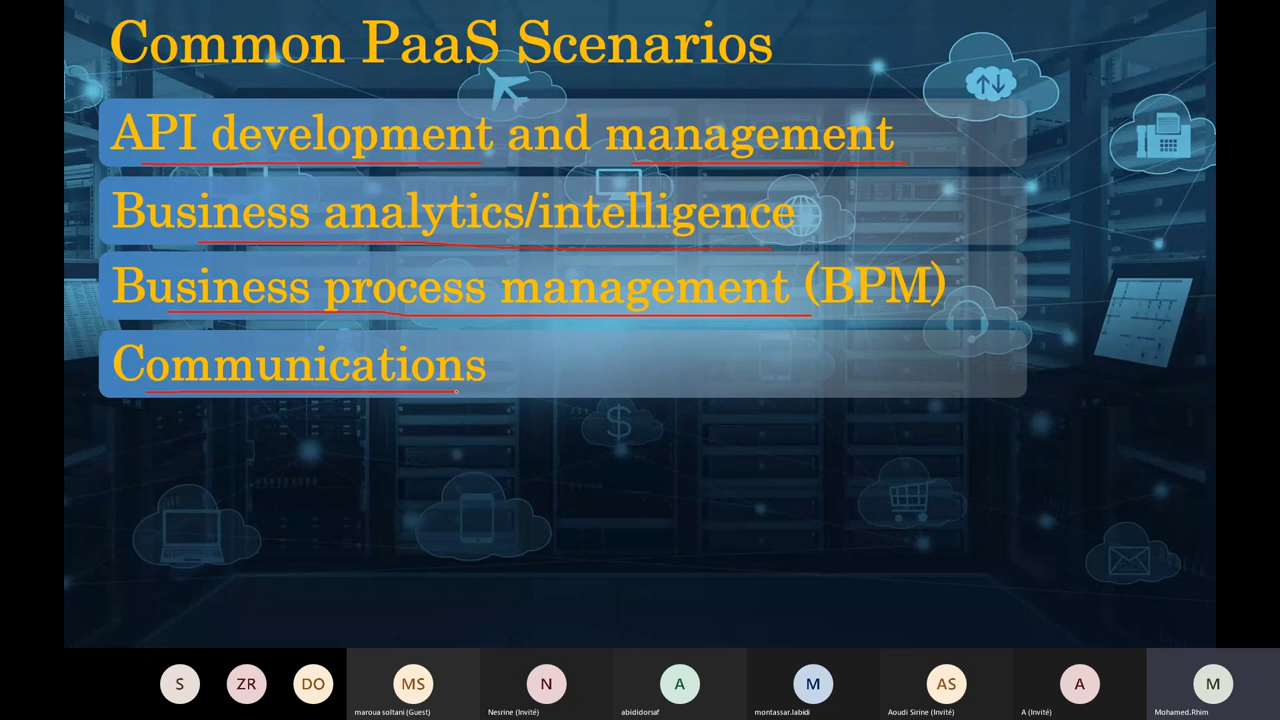 Common PaaS Scenarios
API development and management
Business analytics/intelligence
Business process management (BPM)
Communications
S
ZR
DO
MS
N
A
M
AS
A
M
maroua soltani (Guest)
Nesrine (Invité)
abididorsaf
montassar.labidi
Aoudi Sirine (Invité)
A (Invité)
Mohamed.Rhim